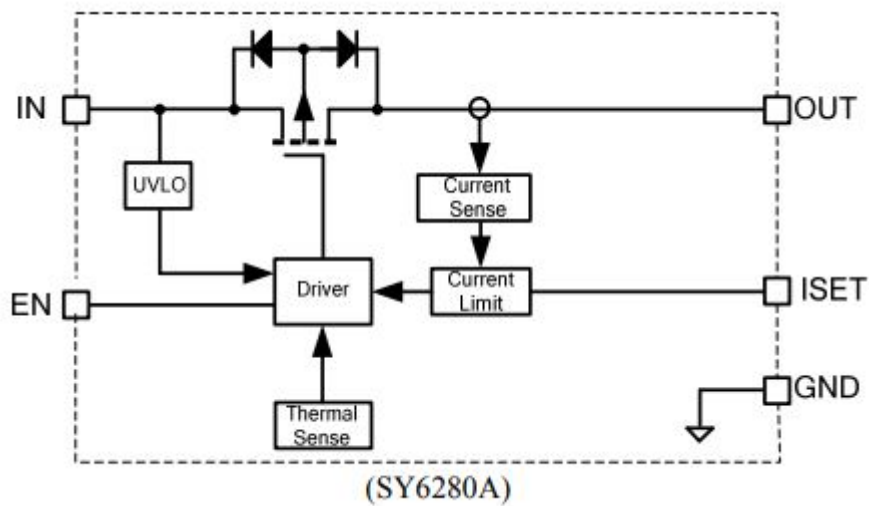 IN
OUT
UVLO
Current
Sense
EN
Driver
Current
Limit
ISET
GND
Thermal
Sense
(SY6280A)